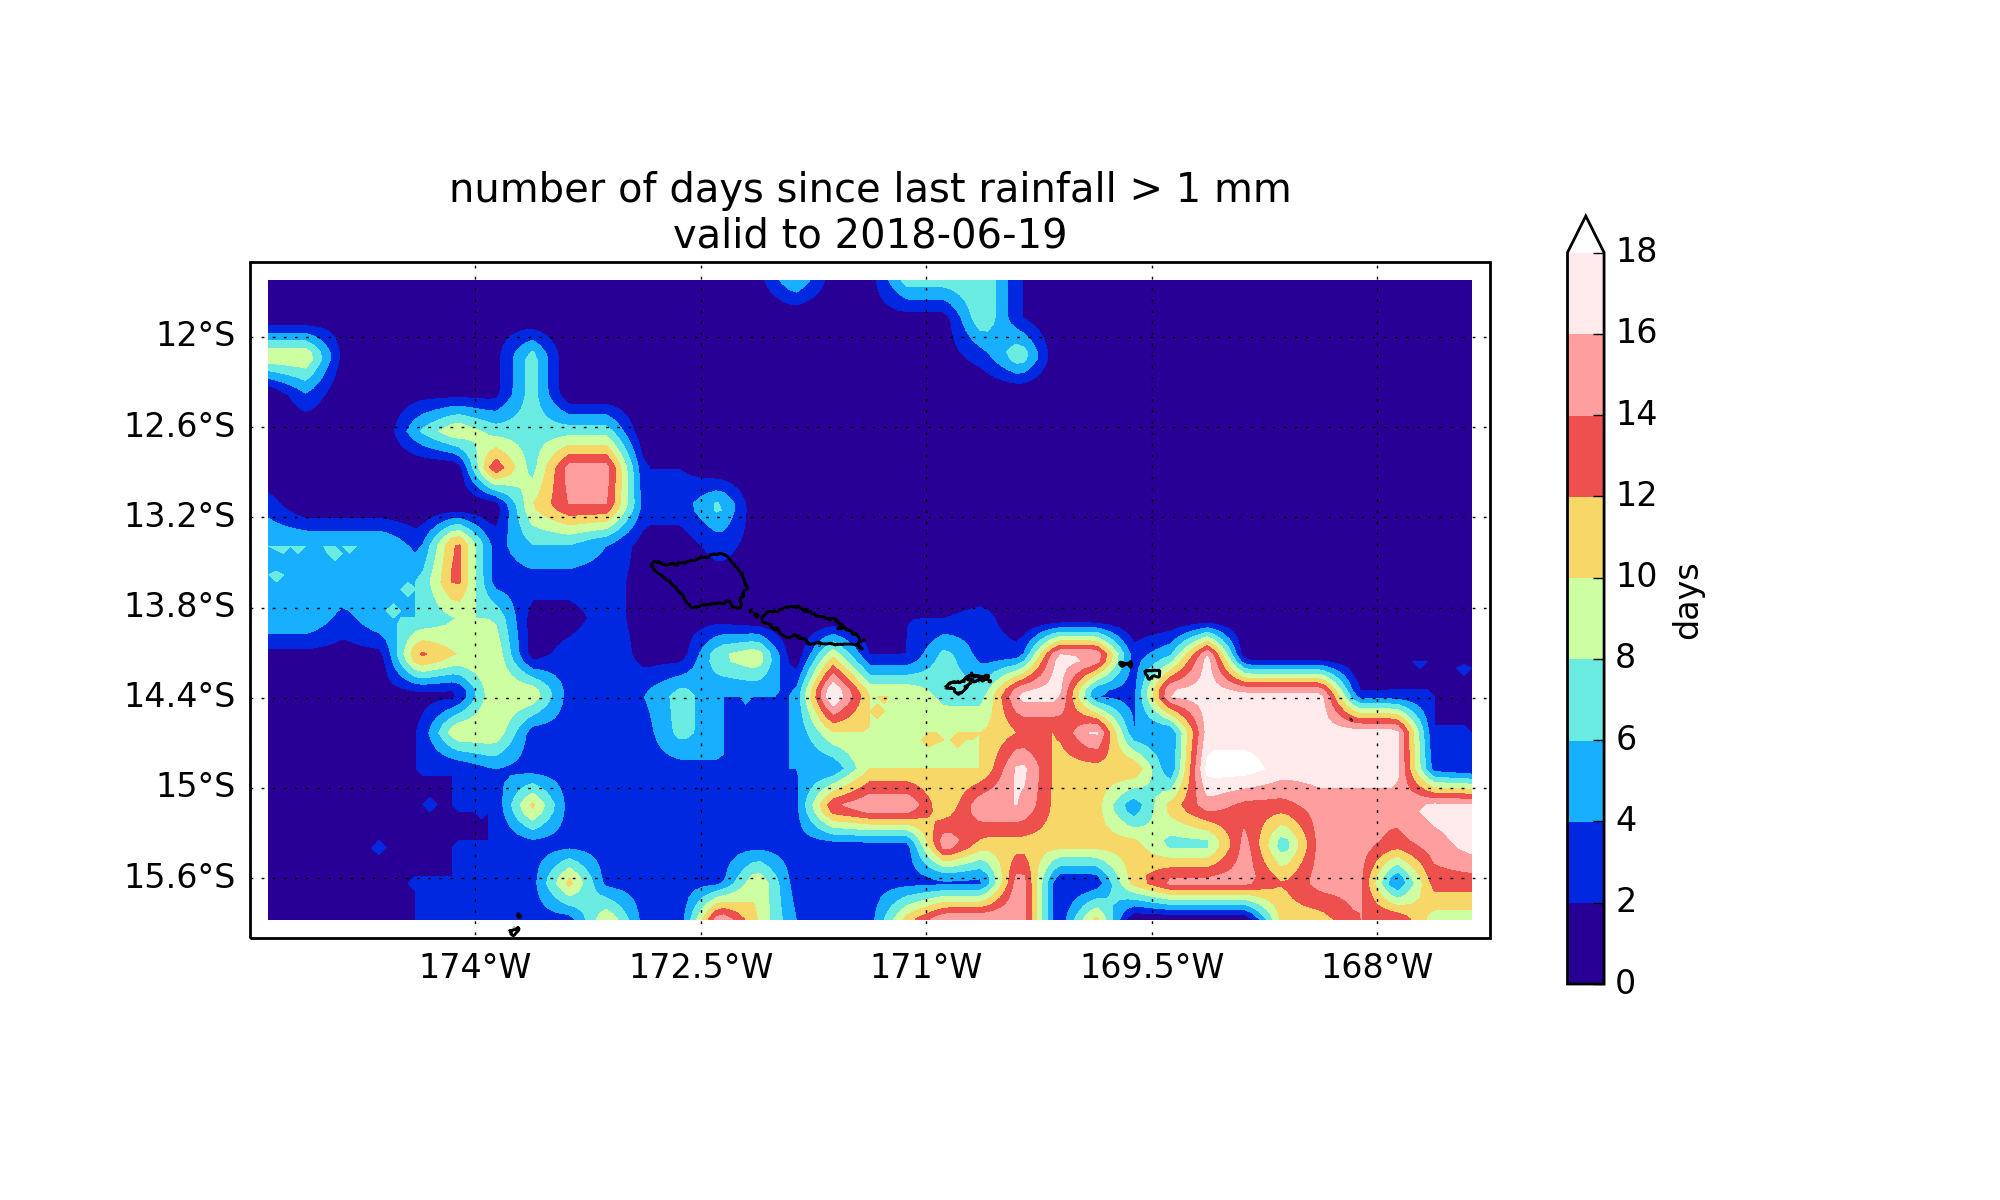 number of days since last rainfall > 1 mm
valid to 2018-06-19
12°S
12.6°S
13.2°S
13.8°S
14.4°S
15°S
15.6°S
174°W
172.5°W
171°W
169.5°W
168°W
18
16
14
12
10
8
6
4
2
0
days